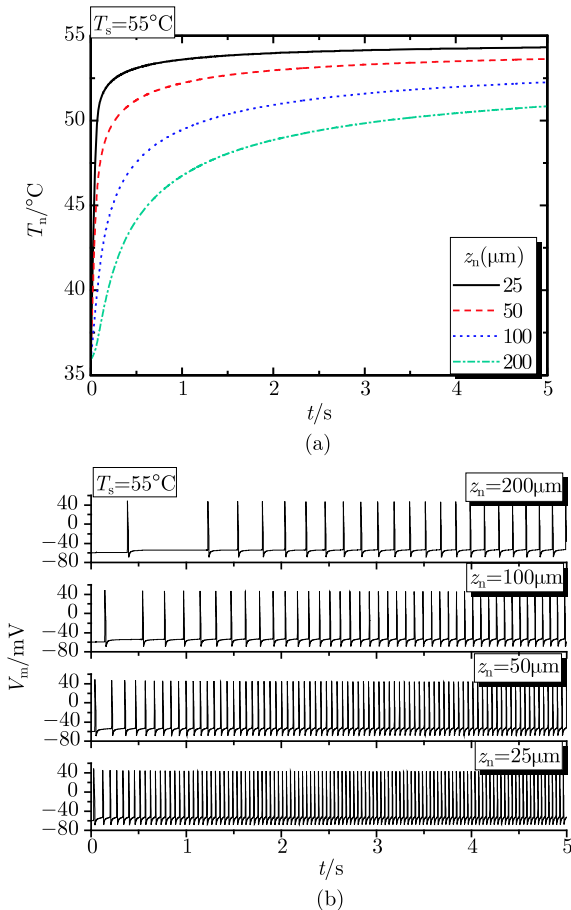 Tₛ=55°C
55
50
45
40
35
Tₙ/°C
zₙ(μm)
25
50
100
200
0 1 2 3 4 5
t/s
(a)
Tₛ=55°C
zₙ=200μm
40
0
−40
−80
zₙ=100μm
40
0
−40
−80
zₙ=50μm
40
0
−40
−80
zₙ=25μm
40
0
−40
−80
Vₘ/mV
0 1 2 3 4 5
t/s
(b)